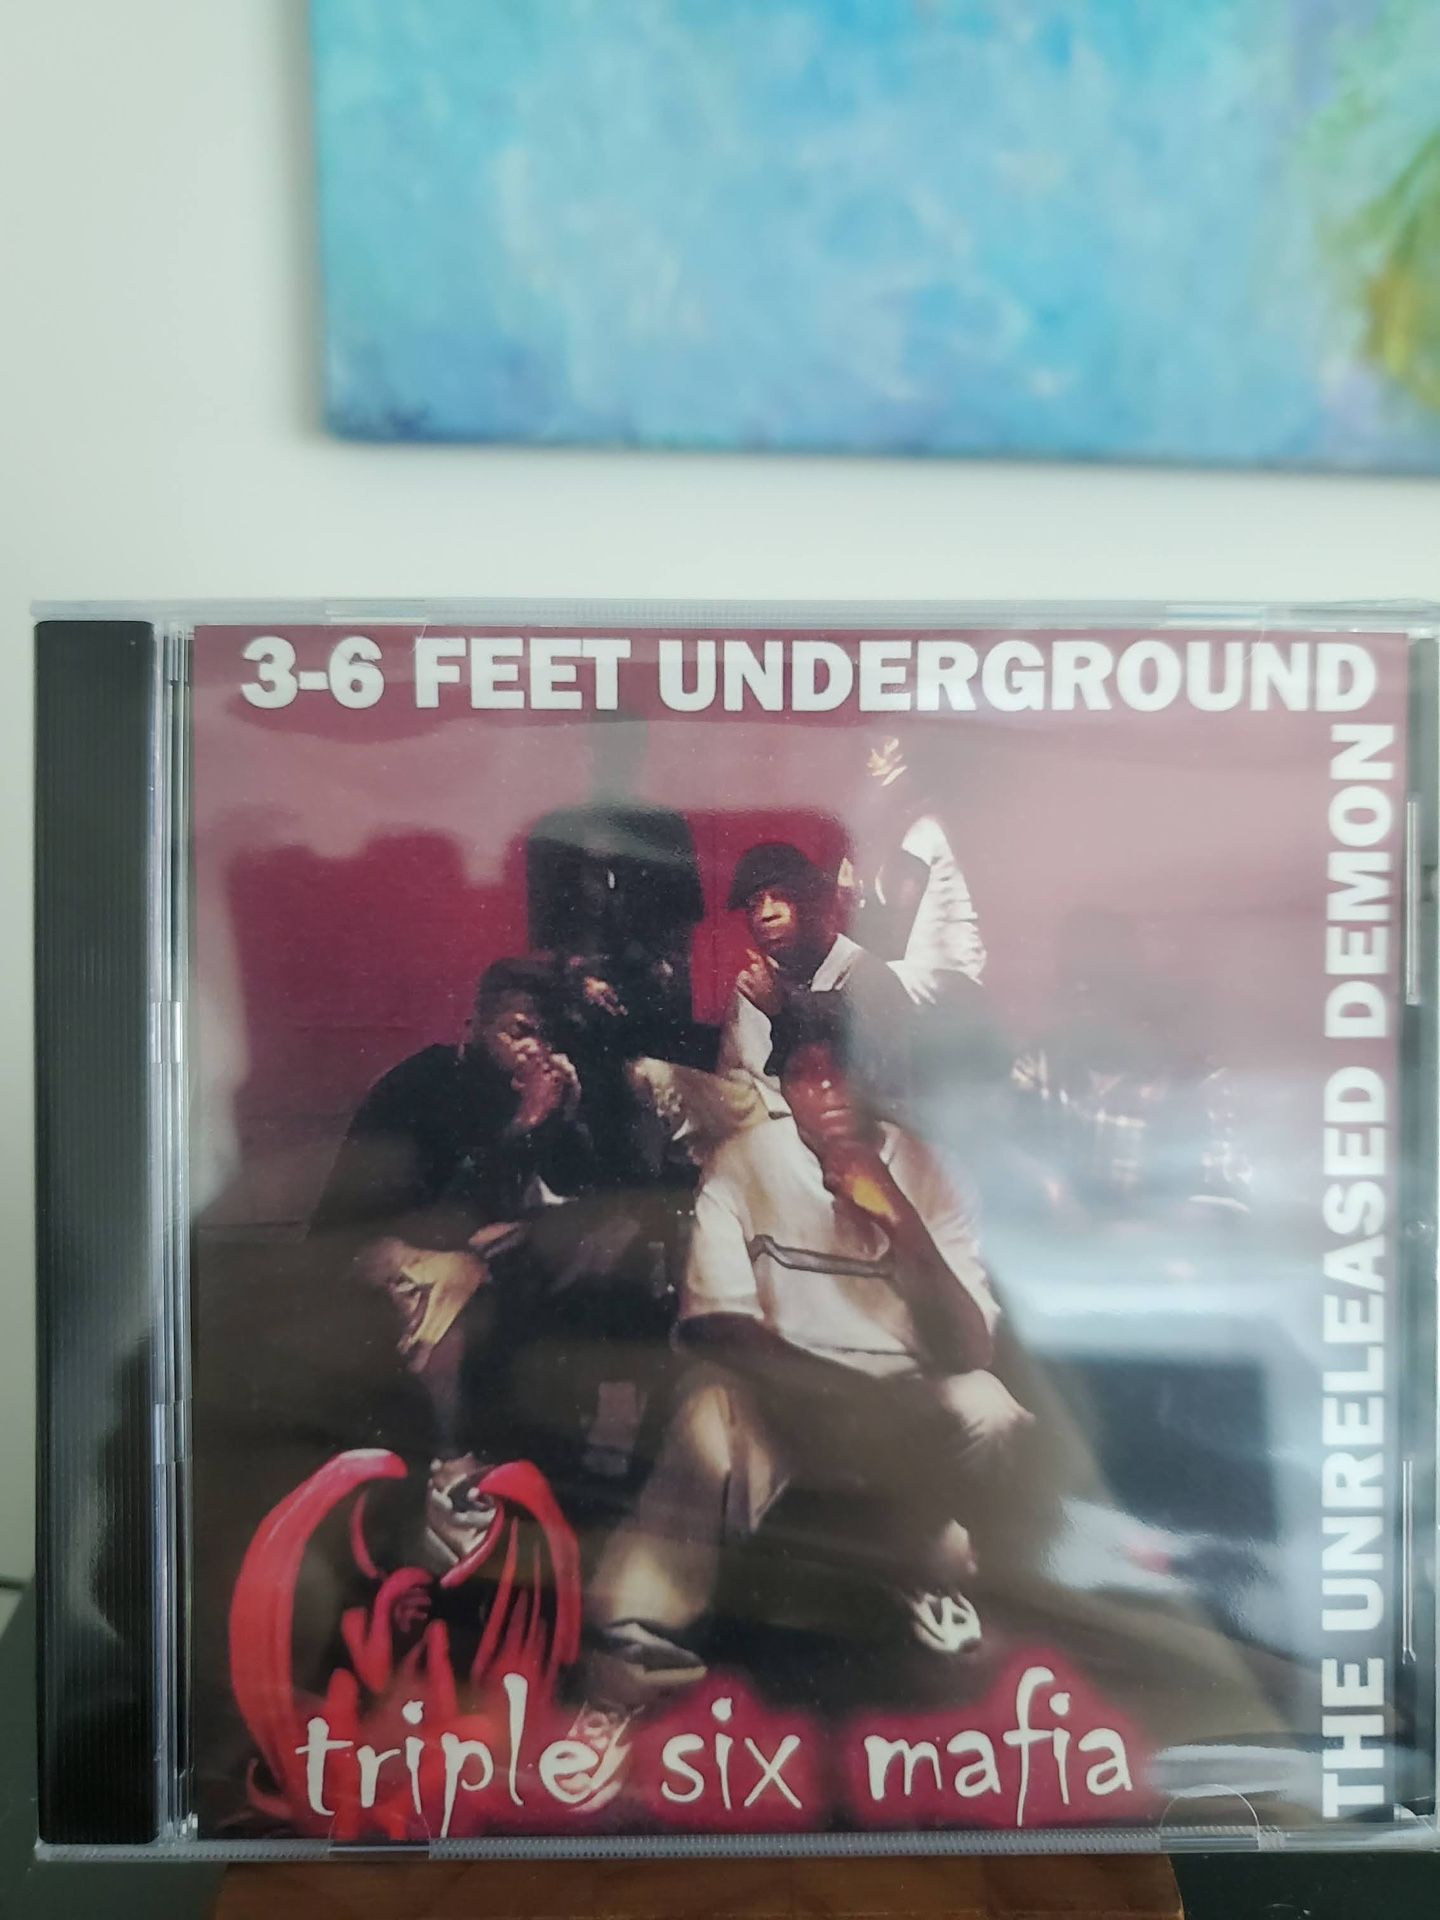 3-6 FEET UNDERGROUND
THE UNRELEASED DEMON
triple six mafia